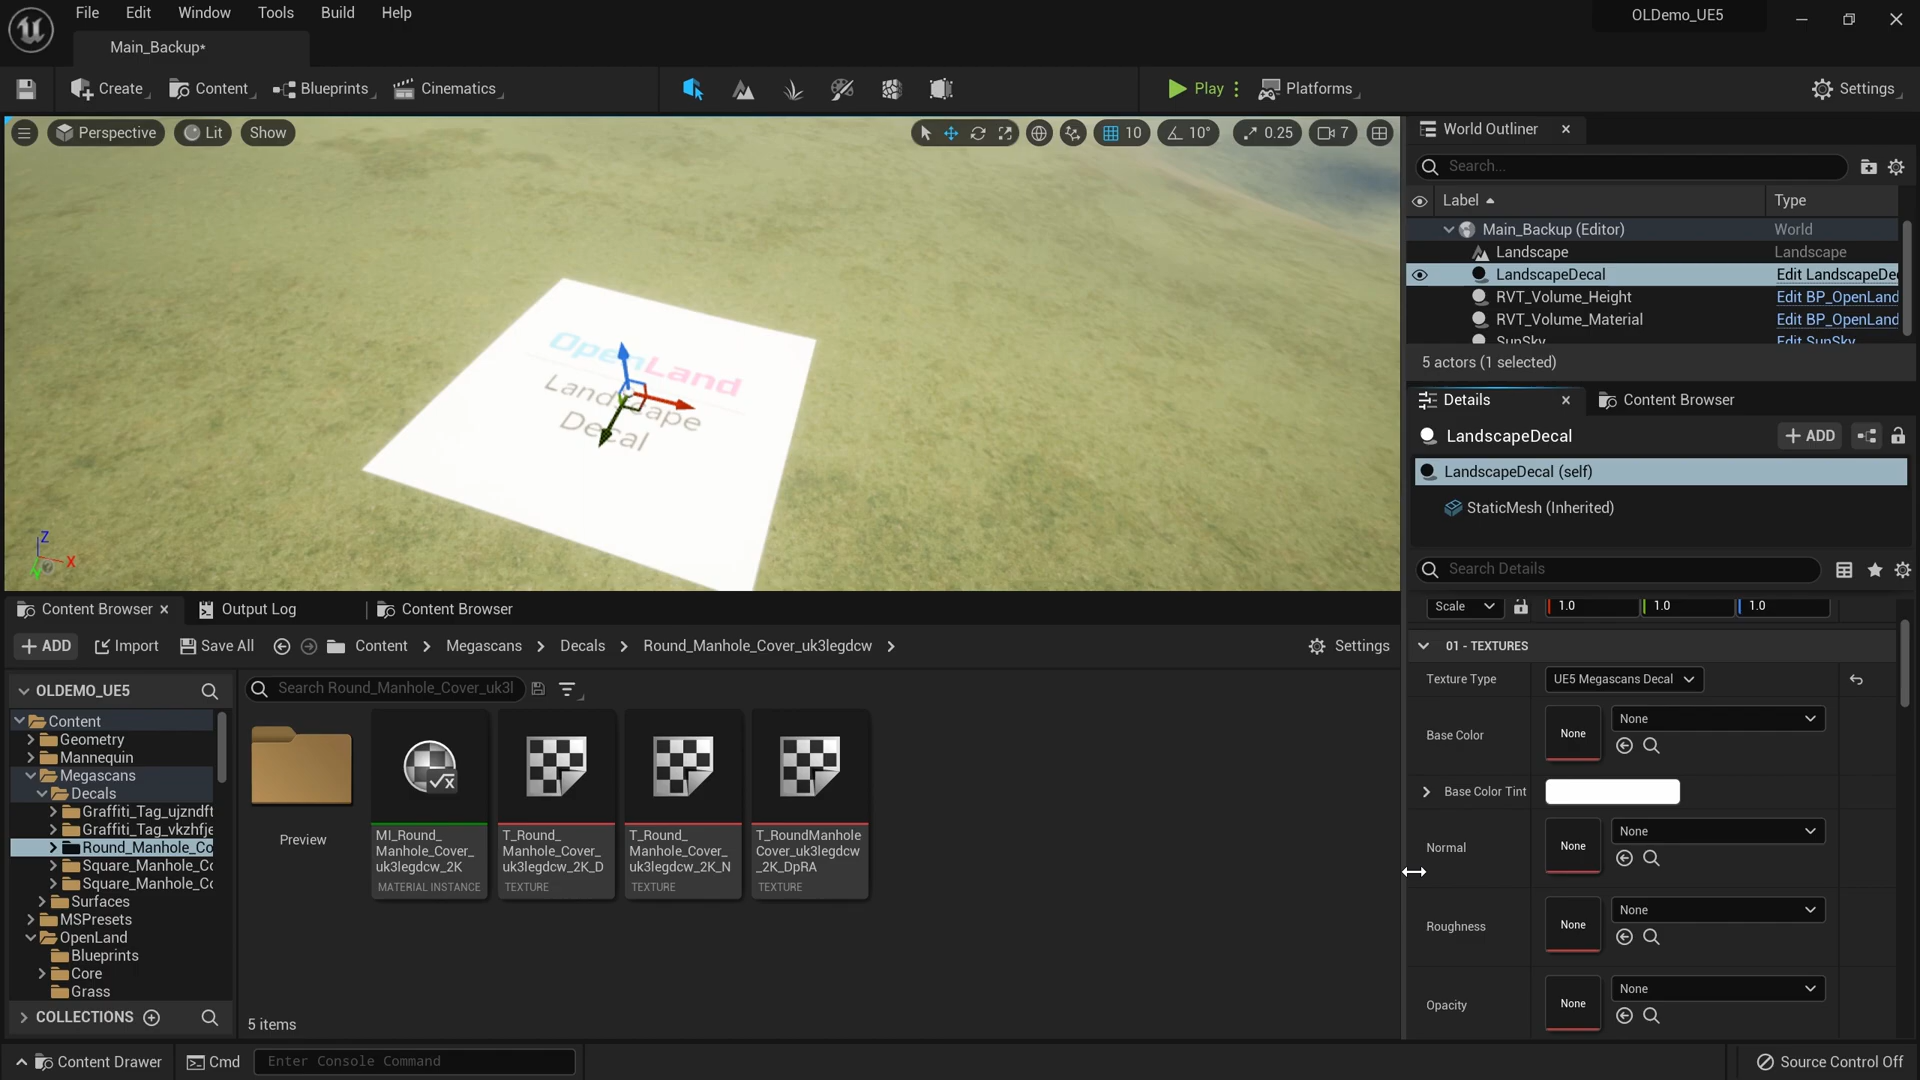 File Edit Window Tools Build Help
OLDemo_UE5
Main_Backup*
Create Content Blueprints Cinematics Play Platforms Settings
Perspective Lit Show 10 10° 0.25 7
OpenLand
Landscape
Decal
Z
X
Y
World Outliner
Search...
Label Type
Main_Backup (Editor) World
Landscape Landscape
LandscapeDecal Edit LandscapeDe
RVT_Volume_Height Edit BP_OpenLand
RVT_Volume_Material Edit BP_OpenLand
SunSky Edit SunSky
5 actors (1 selected)
Details Content Browser
LandscapeDecal ADD
LandscapeDecal (self)
StaticMesh (Inherited)
Search Details
Scale 1.0 1.0 1.0
01 - TEXTURES
Texture Type UE5 Megascans Decal
Base Color None None
Base Color Tint
Normal None None
Roughness None None
Opacity None None
Content Browser Output Log Content Browser
ADD Import Save All Content Megascans Decals Round_Manhole_Cover_uk3legdcw Settings
OLDEMO_UE5
Search Round_Manhole_Cover_uk3l
Content
Geometry
Mannequin
Megascans
Decals
Graffiti_Tag_ujzndft
Graffiti_Tag_vkzhfje
Round_Manhole_Co
Square_Manhole_Co
Square_Manhole_Co
Surfaces
MSPresets
OpenLand
Blueprints
Core
Grass
COLLECTIONS
Preview
MI_Round_
Manhole_Cover_
uk3legdcw_2K
MATERIAL INSTANCE
T_Round_
Manhole_Cover_
uk3legdcw_2K_D
TEXTURE
T_Round_
Manhole_Cover_
uk3legdcw_2K_N
TEXTURE
T_RoundManhole
Cover_uk3legdcw
_2K_DpRA
TEXTURE
5 items
Content Drawer Cmd Enter Console Command Source Control Off